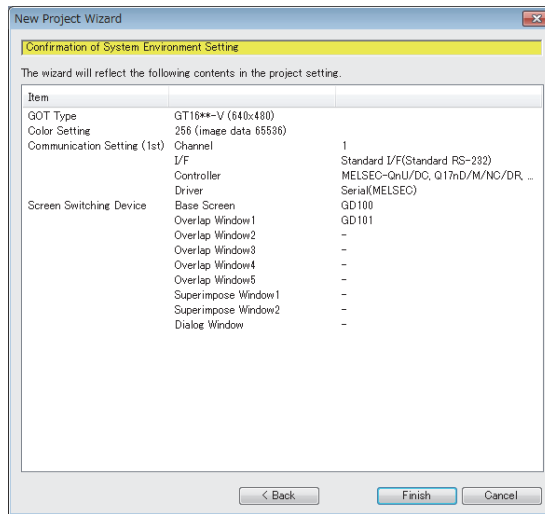 New Project Wizard
Confirmation of System Environment Setting
The wizard will reflect the following contents in the project setting.
Item
GOT Type GT16**-V (640x480)
Color Setting 256 (image data 65536)
Communication Setting (1st) Channel 1
I/F Standard I/F(Standard RS-232)
Controller MELSEC-QnU/DC, Q17nD/M/NC/DR, ...
Driver Serial(MELSEC)
Screen Switching Device Base Screen GD100
Overlap Window1 GD101
Overlap Window2 -
Overlap Window3 -
Overlap Window4 -
Overlap Window5 -
Superimpose Window1 -
Superimpose Window2 -
Dialog Window -
< Back Finish Cancel